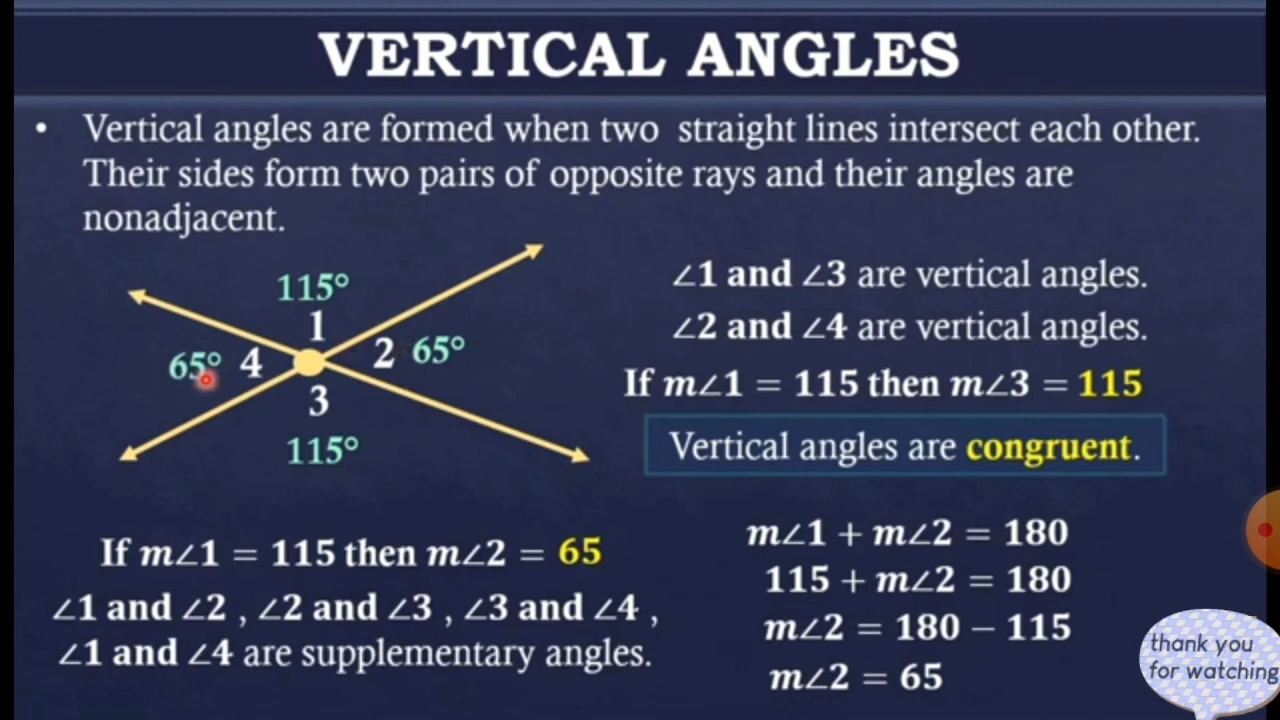 VERTICAL ANGLES
• Vertical angles are formed when two straight lines intersect each other.
Their sides form two pairs of opposite rays and their angles are
nonadjacent.
115°
1
2 65°
65° 4
3
115°
∠1 and ∠3 are vertical angles.
∠2 and ∠4 are vertical angles.
If m∠1 = 115 then m∠3 = 115
Vertical angles are congruent.
If m∠1 = 115 then m∠2 = 65
∠1 and ∠2 , ∠2 and ∠3 , ∠3 and ∠4 ,
∠1 and ∠4 are supplementary angles.
m∠1 + m∠2 = 180
115 + m∠2 = 180
m∠2 = 180 − 115
m∠2 = 65
thank you
for watching